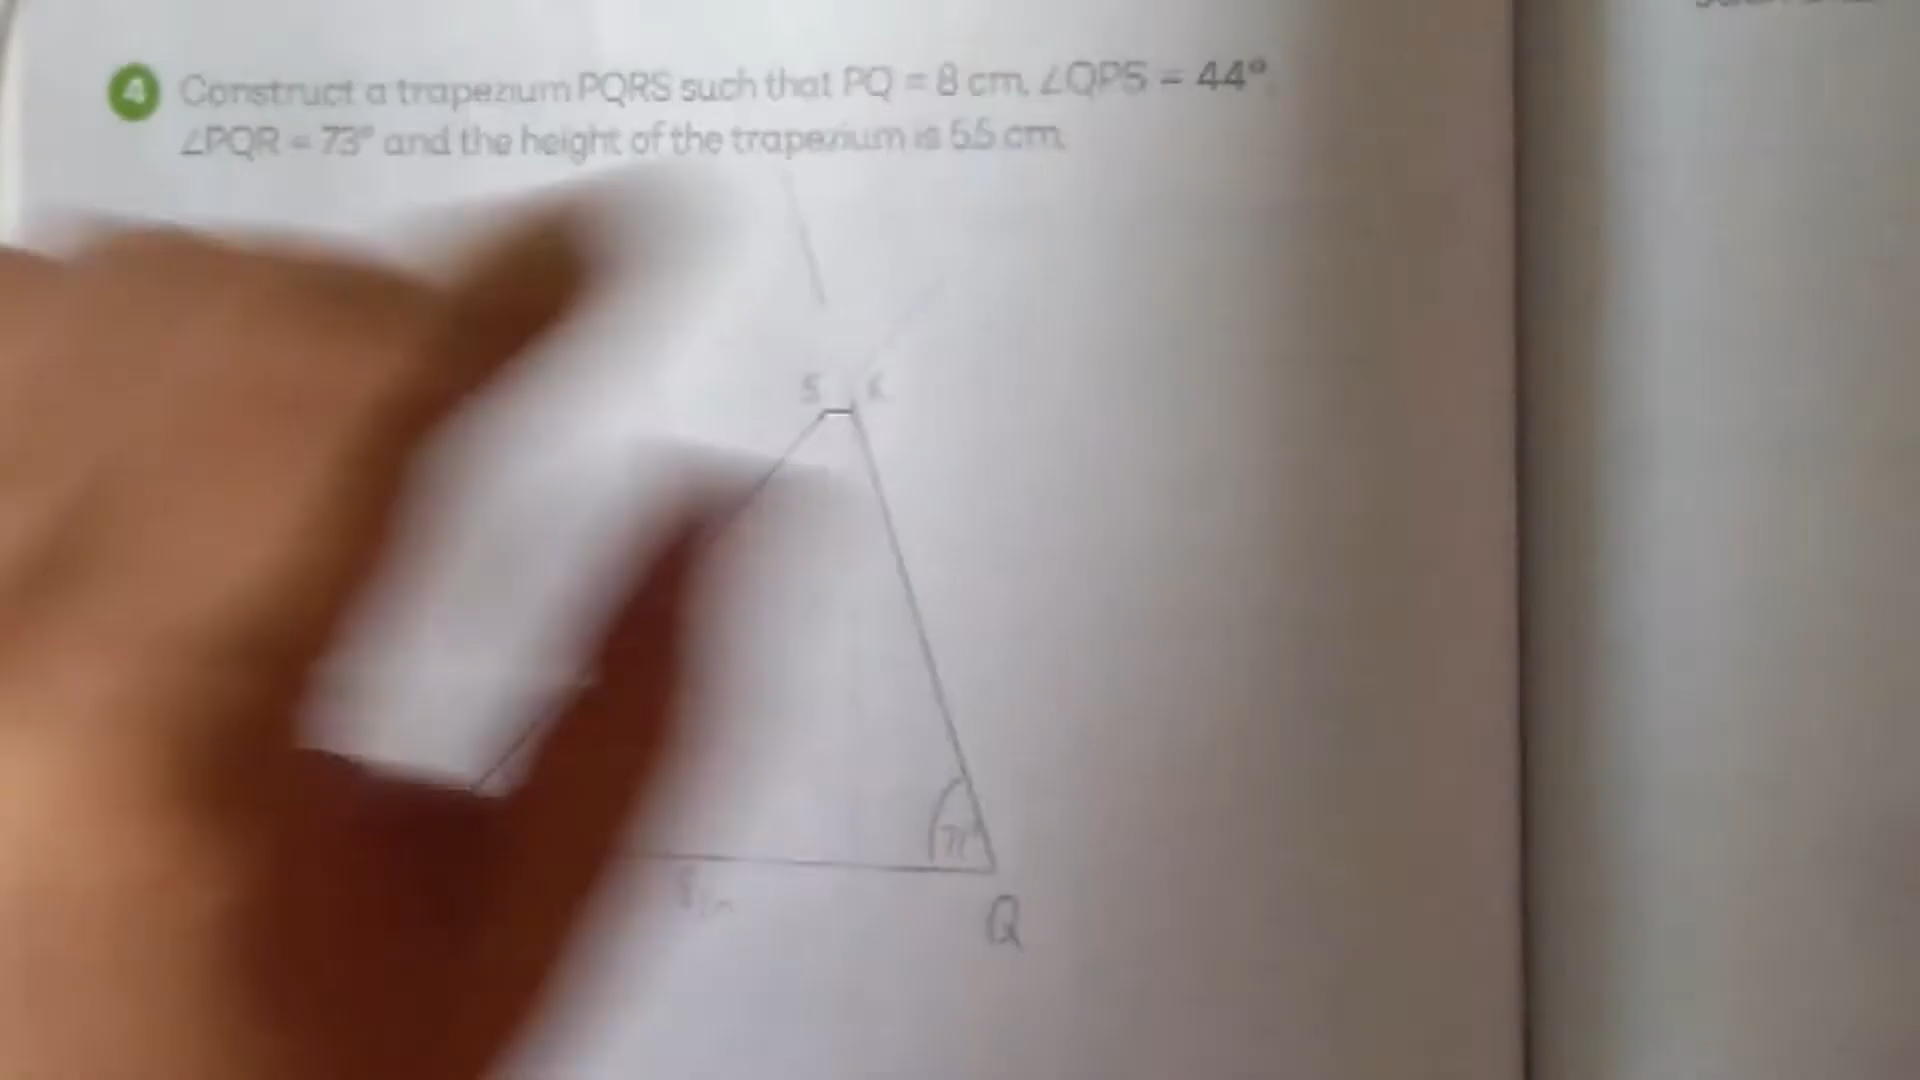 4 Construct a trapezium PQRS such that PQ = 8 cm, ∠QPS = 44°,
∠PQR = 73° and the height of the trapezium is 5.5 cm.
S R
8cm
Q